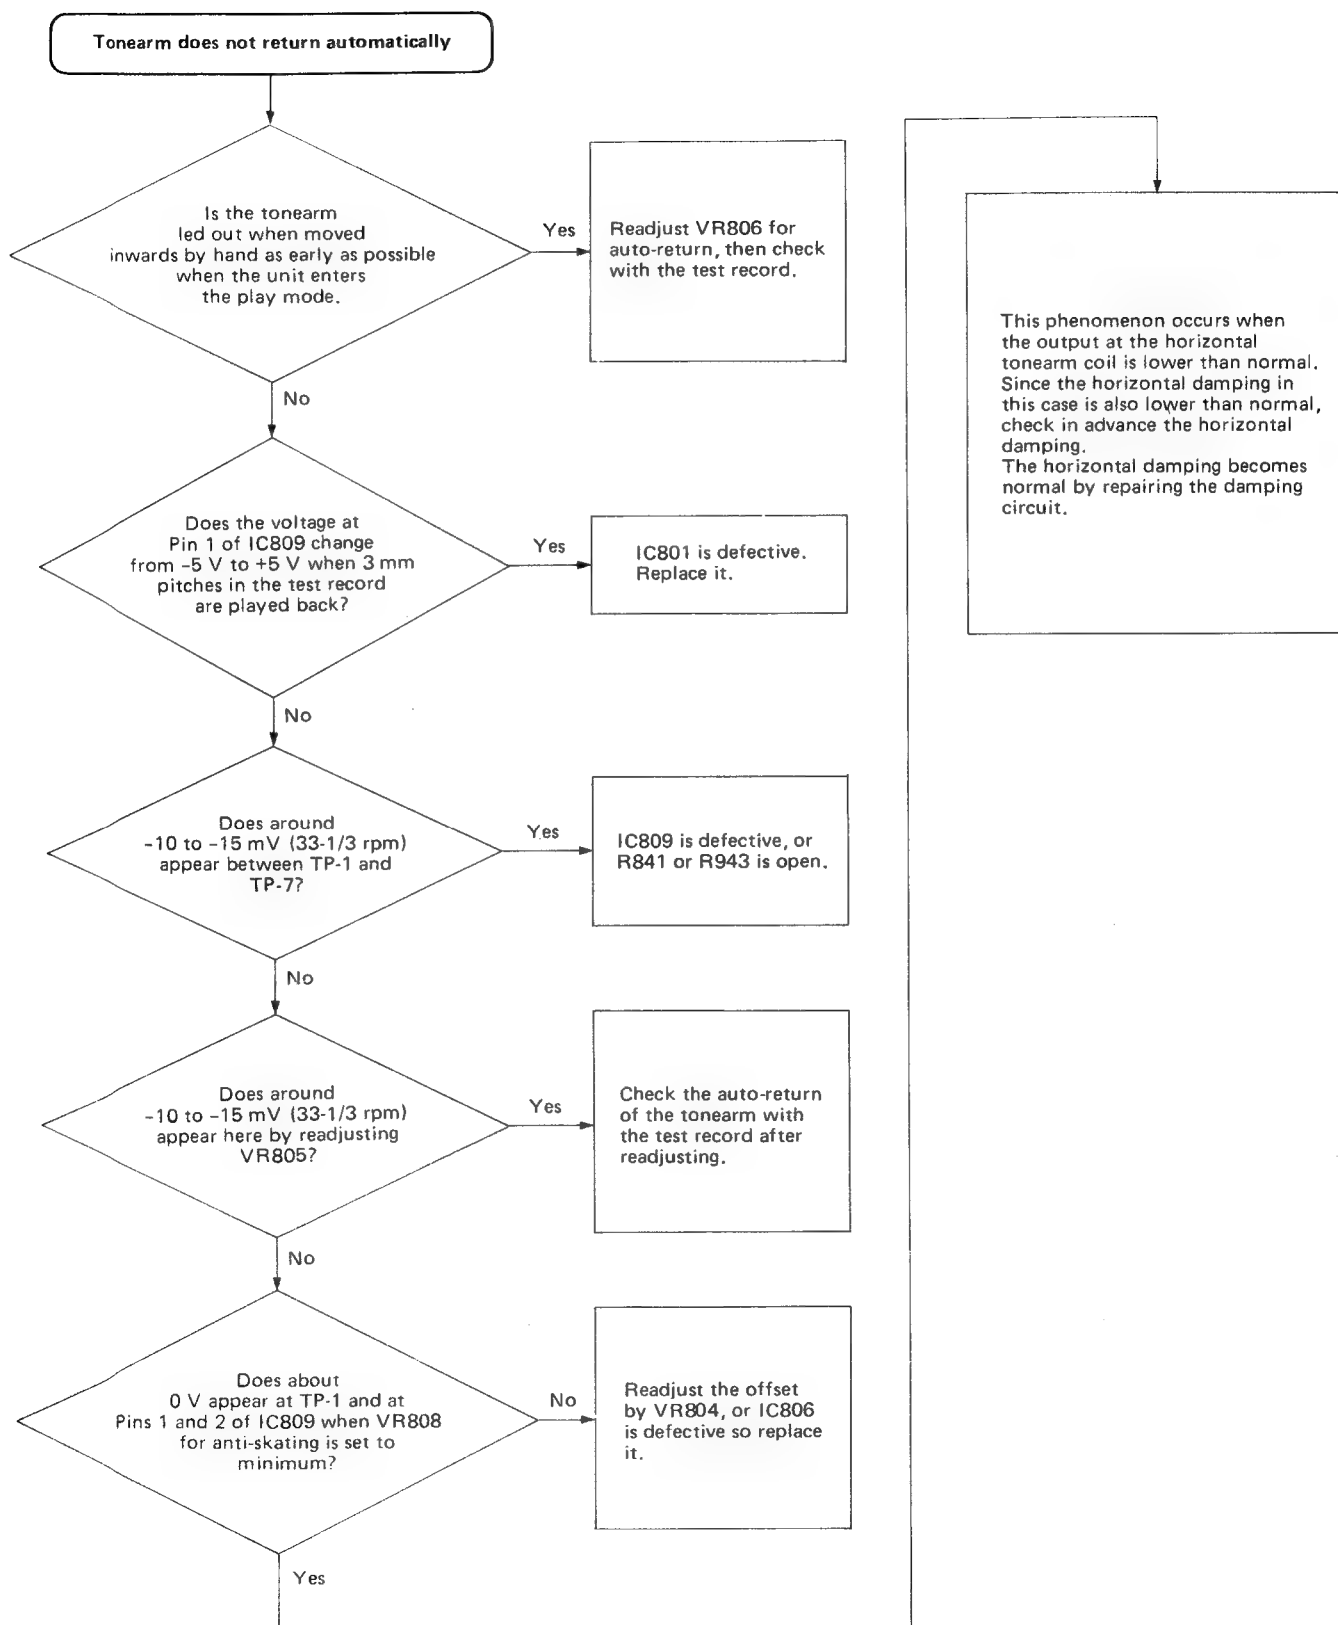 Tonearm does not return automatically
Is the tonearm
led out when moved
inwards by hand as early as possible
when the unit enters
the play mode.
Yes
Readjust VR806 for
auto-return, then check
with the test record.
No
Does the voltage at
Pin 1 of IC809 change
from -5 V to +5 V when 3 mm
pitches in the test record
are played back?
Yes
IC801 is defective.
Replace it.
No
Does around
-10 to -15 mV (33-1/3 rpm)
appear between TP-1 and
TP-7?
Yes
IC809 is defective, or
R841 or R943 is open.
No
Does around
-10 to -15 mV (33-1/3 rpm)
appear here by readjusting
VR805?
Yes
Check the auto-return
of the tonearm with
the test record after
readjusting.
No
Does about
0 V appear at TP-1 and at
Pins 1 and 2 of IC809 when VR808
for anti-skating is set to
minimum?
No
Readjust the offset
by VR804, or IC806
is defective so replace
it.
Yes
This phenomenon occurs when
the output at the horizontal
tonearm coil is lower than normal.
Since the horizontal damping in
this case is also lower than normal,
check in advance the horizontal
damping.
The horizontal damping becomes
normal by repairing the damping
circuit.